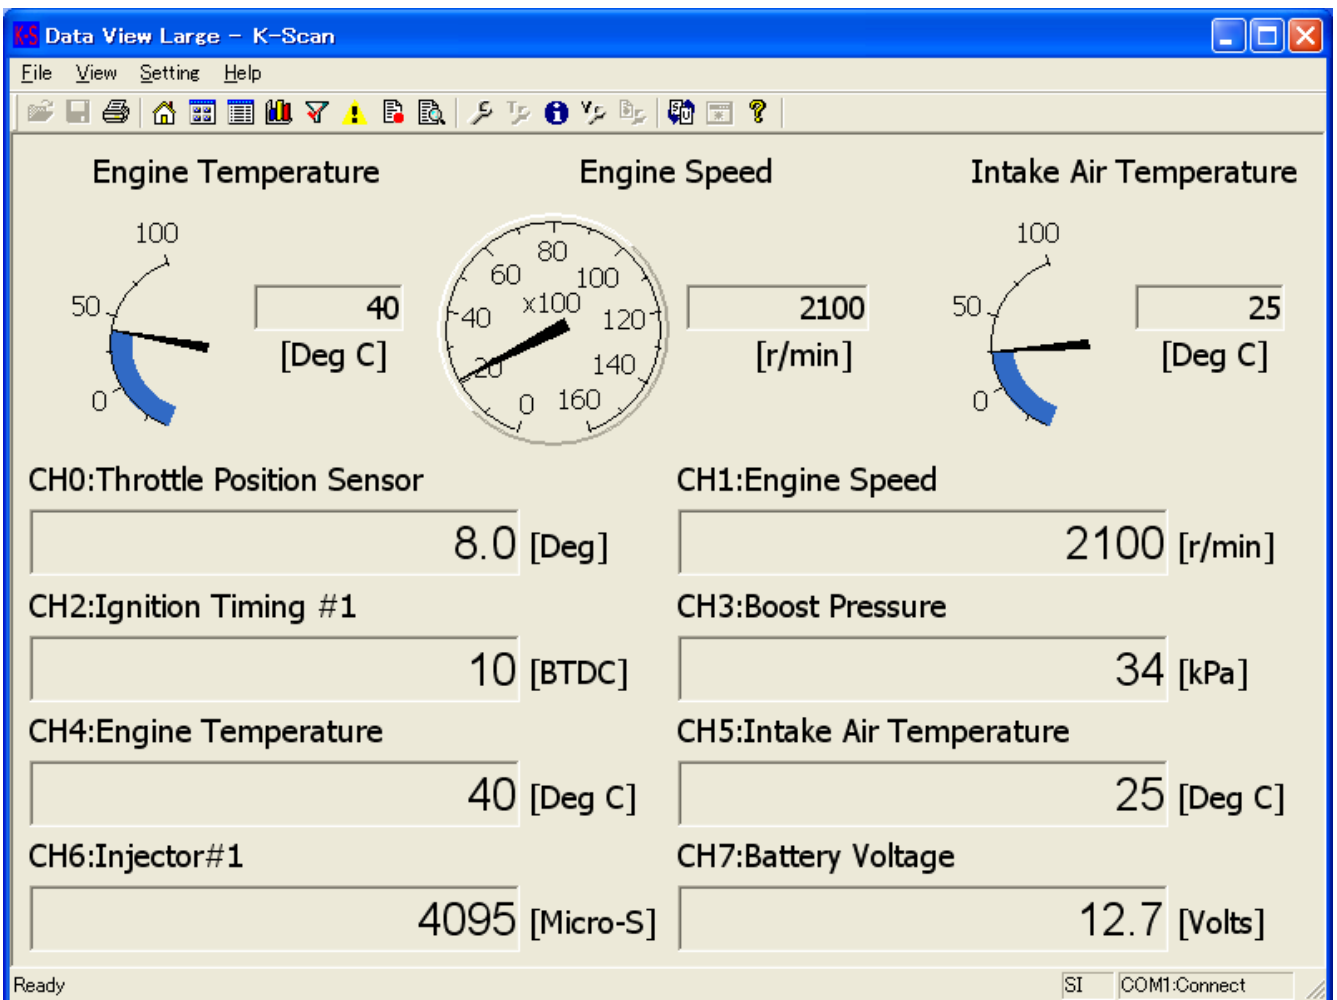 K-S Data View Large - K-Scan
File View Setting Help
Engine Temperature
100
50
0
40
[Deg C]
Engine Speed
80
60 100
x100
40 120
20 140
0 160
2100
[r/min]
Intake Air Temperature
100
50
0
25
[Deg C]
CH0:Throttle Position Sensor
8.0 [Deg]
CH1:Engine Speed
2100 [r/min]
CH2:Ignition Timing #1
10 [BTDC]
CH3:Boost Pressure
34 [kPa]
CH4:Engine Temperature
40 [Deg C]
CH5:Intake Air Temperature
25 [Deg C]
CH6:Injector#1
4095 [Micro-S]
CH7:Battery Voltage
12.7 [Volts]
Ready SI COM1:Connect